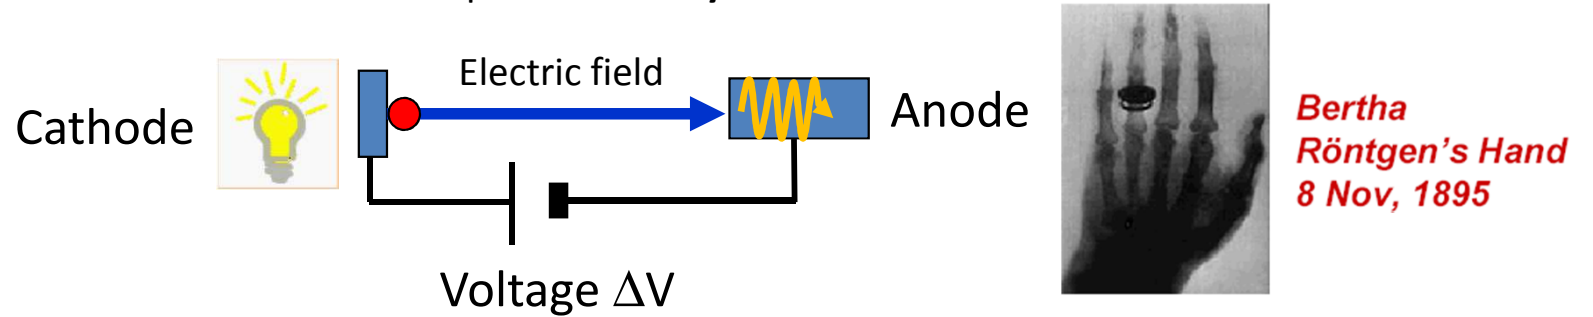 Cathode
Electric field
Anode
Voltage ΔV
Bertha
Röntgen's Hand
8 Nov, 1895